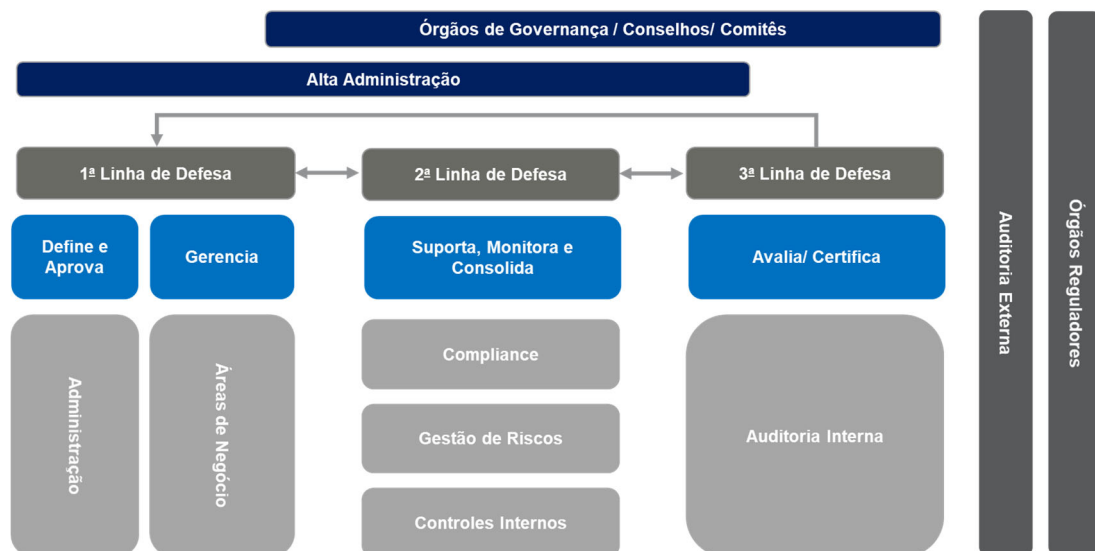 Órgãos de Governança / Conselhos/ Comitês
Alta Administração
1ª Linha de Defesa
2ª Linha de Defesa
3ª Linha de Defesa
Define e
Aprova
Gerencia
Suporta, Monitora e
Consolida
Avalia/ Certifica
Administração
Áreas de Negócio
Compliance
Gestão de Riscos
Controles Internos
Auditoria Interna
Auditoria Externa
Órgãos Reguladores